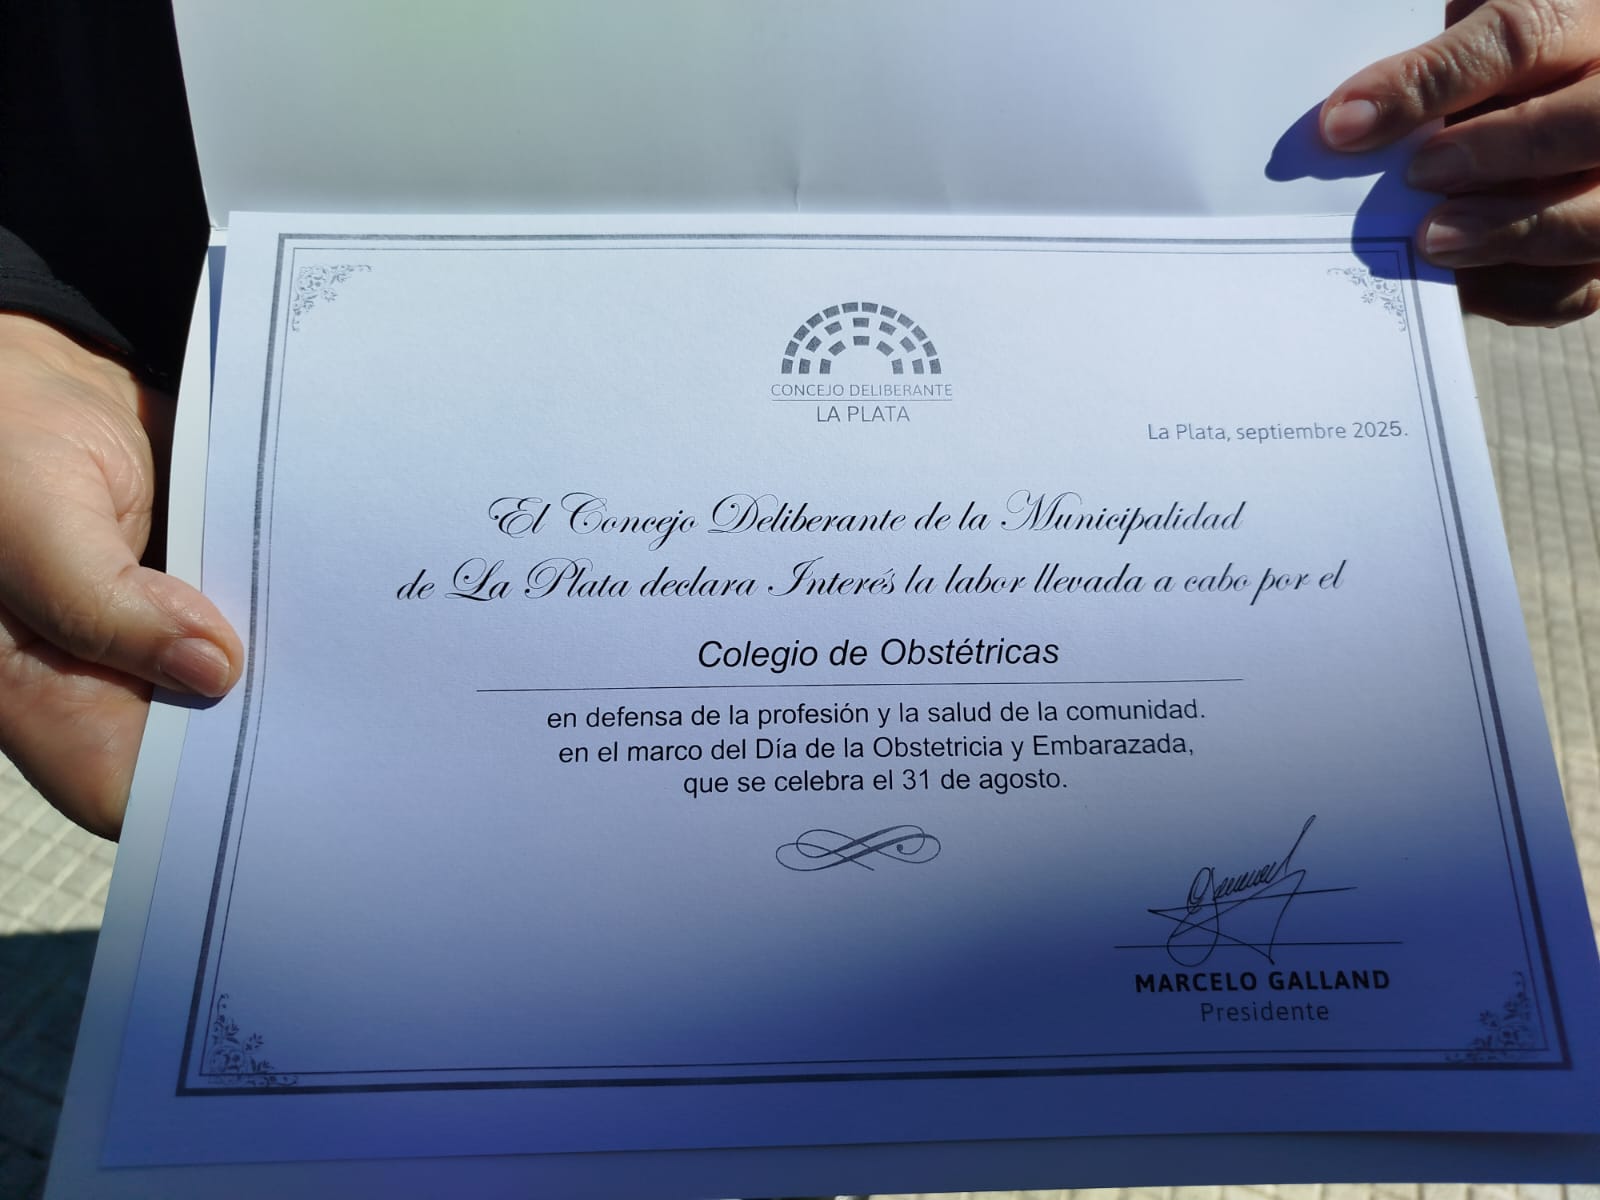 CONCEJO DELIBERANTE
LA PLATA
La Plata, septiembre 2025.
El Concejo Deliberante de la Municipalidad
de La Plata declara Interés la labor llevada a cabo por el
Colegio de Obstétricas
en defensa de la profesión y la salud de la comunidad.
en el marco del Día de la Obstetricia y Embarazada,
que se celebra el 31 de agosto.
MARCELO GALLAND
Presidente